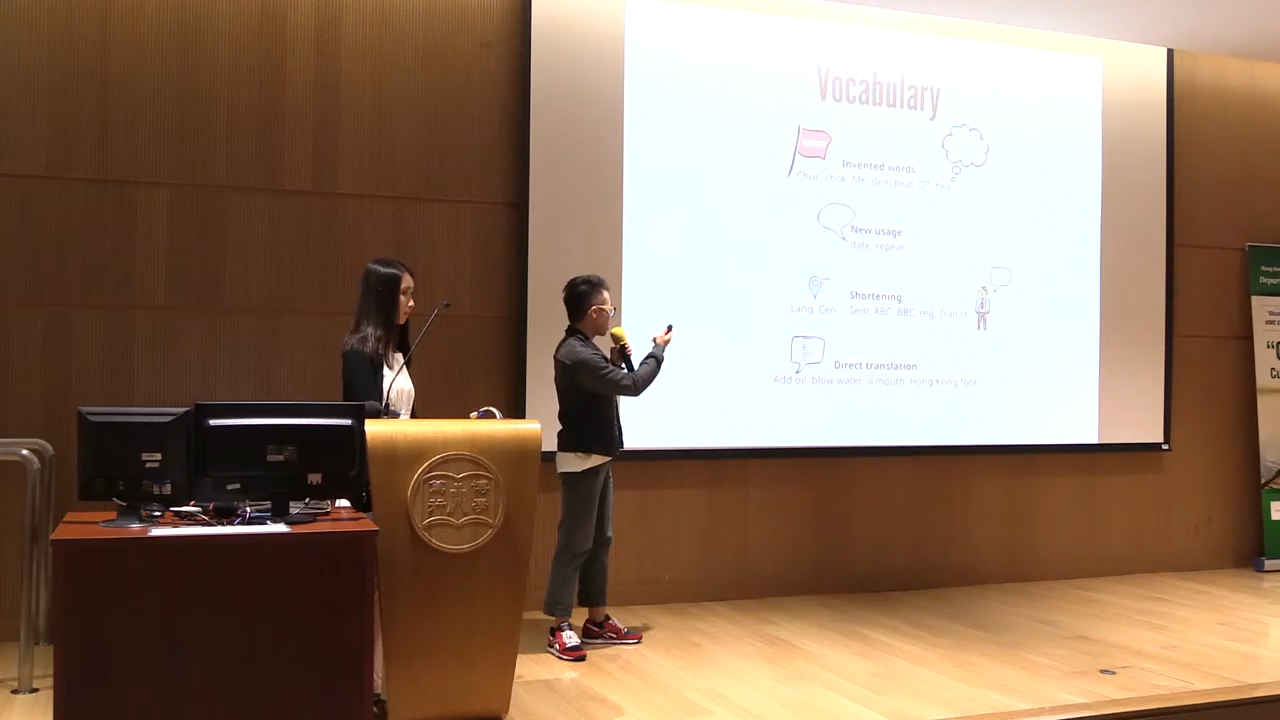 Vocabulary
Invented words
Chur, chok, Mk, dem beat, GT, hea
New usage
date, repeat
Shortening
Lang Cen Sem, ABC, BBC, reg, Tran U
Direct translation
Add oil, blow water, o mouth, Hong Kong foot